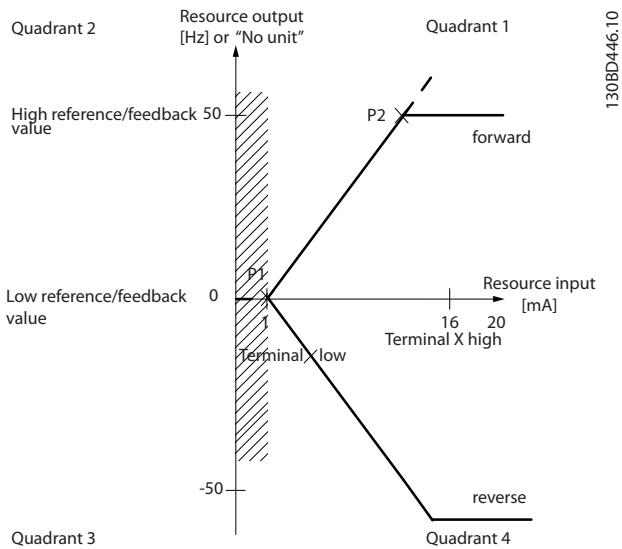 Quadrant 2
Resource output
[Hz] or “No unit”
Quadrant 1
130BD446.10
High reference/feedback
value
50
P2
forward
P1
Low reference/feedback
value
0
Resource input
[mA]
1
16
20
Terminal X high
Terminal X low
-50
reverse
Quadrant 3
Quadrant 4